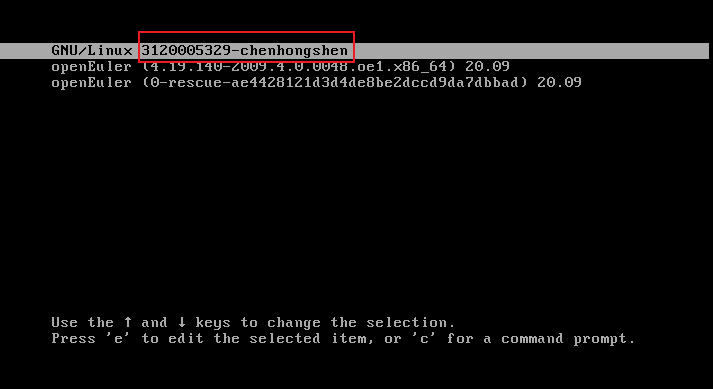 GNU/Linux 3120005329-chenhongshen
openEuler (4.19.140-2009.4.0.0048.oe1.x86_64) 20.09
openEuler (0-rescue-ae4428121d3d4de8be2dccd9da7dbbad) 20.09
Use the ↑ and ↓ keys to change the selection.
Press 'e' to edit the selected item, or 'c' for a command prompt.